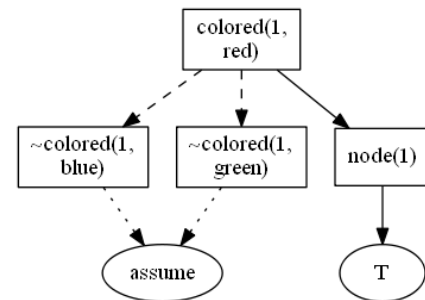 colored(1,
red)
~colored(1,
blue)
~colored(1,
green)
node(1)
assume
T